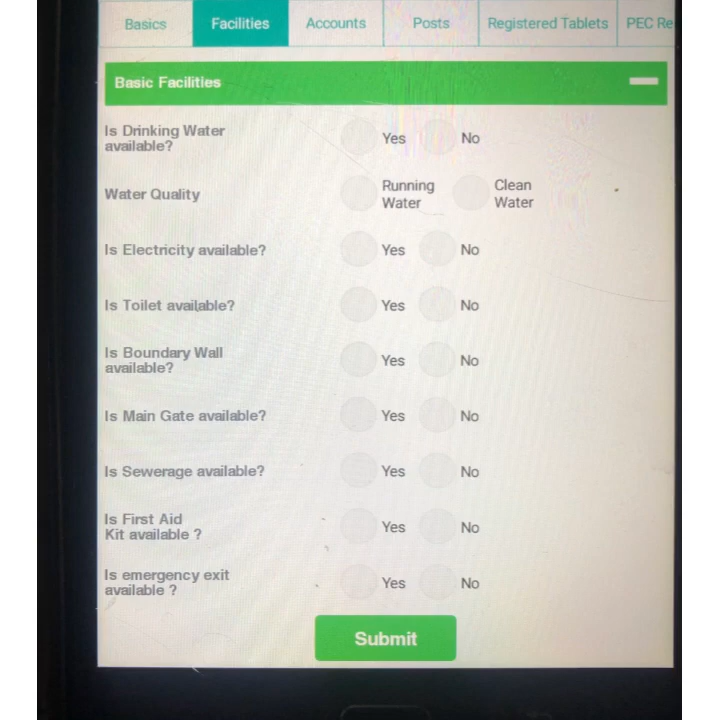 Basics Facilities Accounts Posts Registered Tablets PEC Re
Basic Facilities
Is Drinking Water
available?
Yes No
Water Quality
Running
Water
Clean
Water
Is Electricity available? Yes No
Is Toilet available? Yes No
Is Boundary Wall
available?
Yes No
Is Main Gate available? Yes No
Is Sewerage available? Yes No
Is First Aid
Kit available ?
Yes No
Is emergency exit
available ?
Yes No
Submit